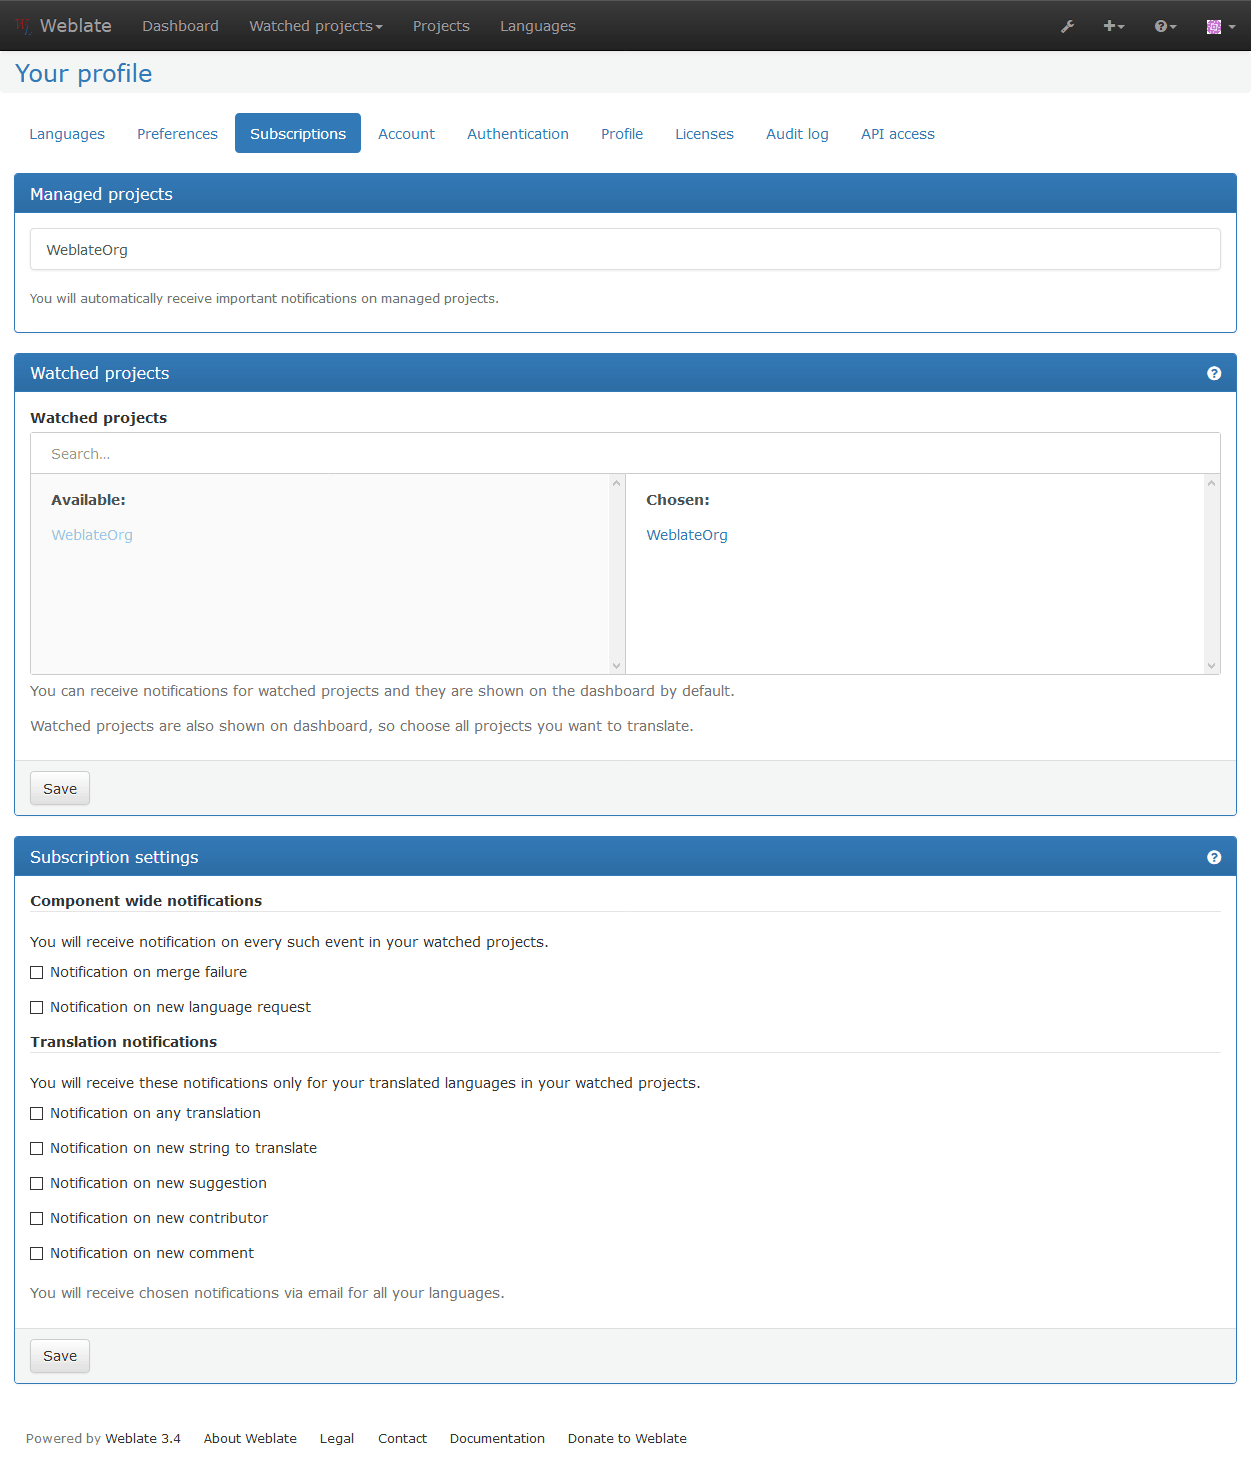 Weblate Dashboard Watched projects Projects Languages
Your profile
Languages Preferences Subscriptions Account Authentication Profile Licenses Audit log API access
Managed projects
WeblateOrg
You will automatically receive important notifications on managed projects.
Watched projects
Watched projects
Search...
Available: Chosen:
WeblateOrg WeblateOrg
You can receive notifications for watched projects and they are shown on the dashboard by default.
Watched projects are also shown on dashboard, so choose all projects you want to translate.
Save
Subscription settings
Component wide notifications
You will receive notification on every such event in your watched projects.
Notification on merge failure
Notification on new language request
Translation notifications
You will receive these notifications only for your translated languages in your watched projects.
Notification on any translation
Notification on new string to translate
Notification on new suggestion
Notification on new contributor
Notification on new comment
You will receive chosen notifications via email for all your languages.
Save
Powered by Weblate 3.4 About Weblate Legal Contact Documentation Donate to Weblate